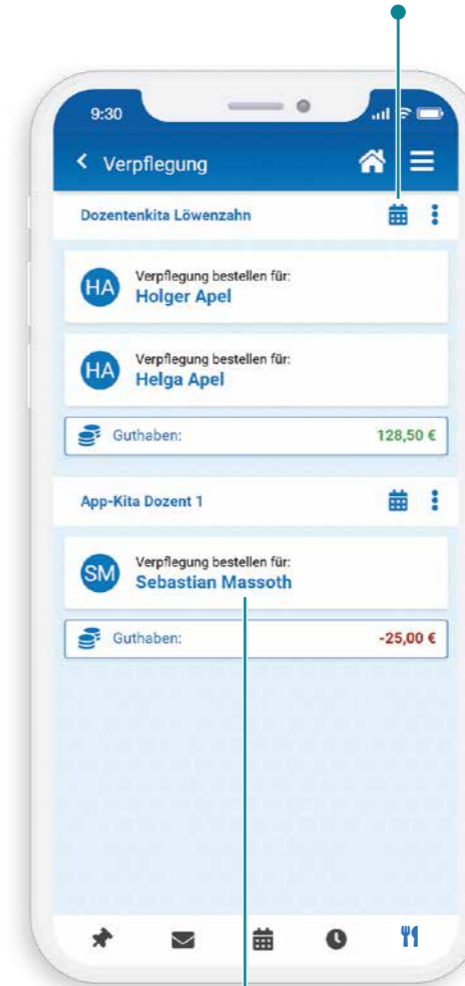 9:30
Verpflegung
Dozentenkita Löwenzahn
HA
Verpflegung bestellen für:
Holger Apel
HA
Verpflegung bestellen für:
Helga Apel
Guthaben: 128,50 €
App-Kita Dozent 1
SM
Verpflegung bestellen für:
Sebastian Massoth
Guthaben: -25,00 €